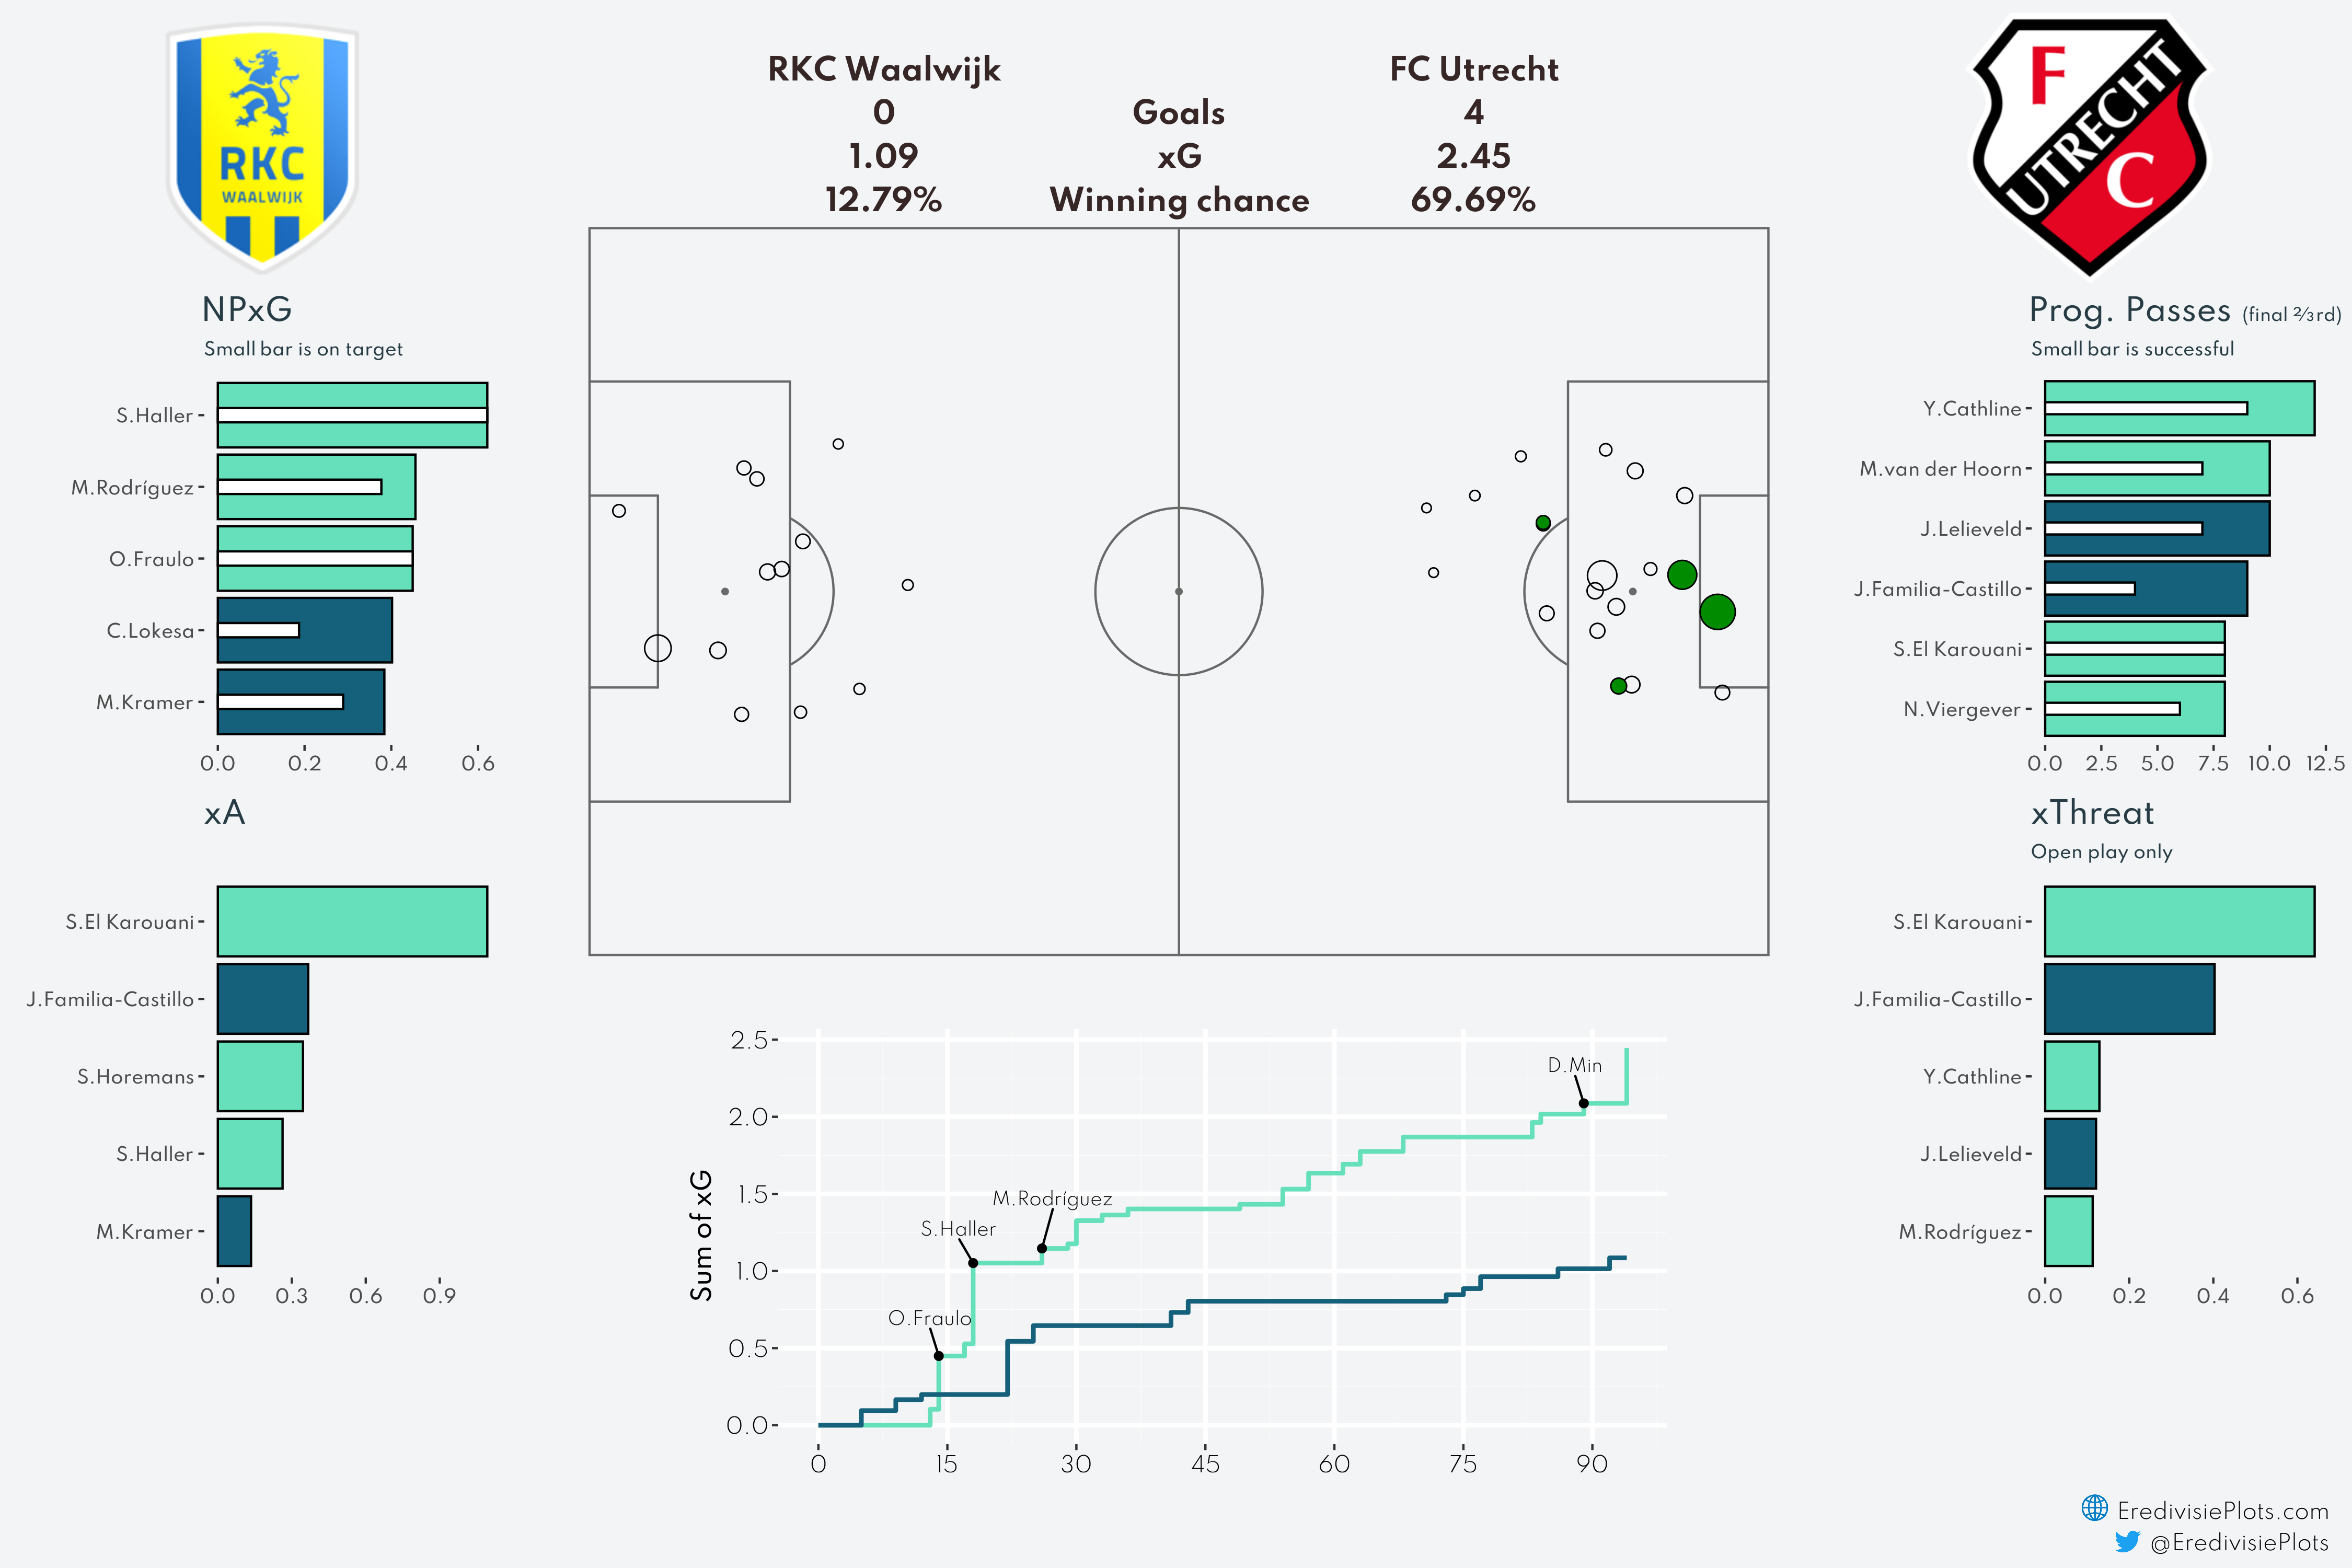 RKC
WAALWIJK
RKC Waalwijk FC Utrecht
0 Goals 4
1.09 xG 2.45
12.79% Winning chance 69.69%
F
UTRECHT
C
NPxG
Small bar is on target
S.Haller
M.Rodríguez
O.Fraulo
C.Lokesa
M.Kramer
0.0 0.2 0.4 0.6
xA
S.El Karouani
J.Familia-Castillo
S.Horemans
S.Haller
M.Kramer
0.0 0.3 0.6 0.9
Sum of xG
2.5
2.0
1.5
1.0
0.5
0.0
O.Fraulo
S.Haller
M.Rodríguez
D.Min
0 15 30 45 60 75 90
Prog. Passes (final ⅔rd)
Small bar is successful
Y.Cathline
M.van der Hoorn
J.Lelieveld
J.Familia-Castillo
S.El Karouani
N.Viergever
0.0 2.5 5.0 7.5 10.0 12.5
xThreat
Open play only
S.El Karouani
J.Familia-Castillo
Y.Cathline
J.Lelieveld
M.Rodríguez
0.0 0.2 0.4 0.6
EredivisiePlots.com
@EredivisiePlots